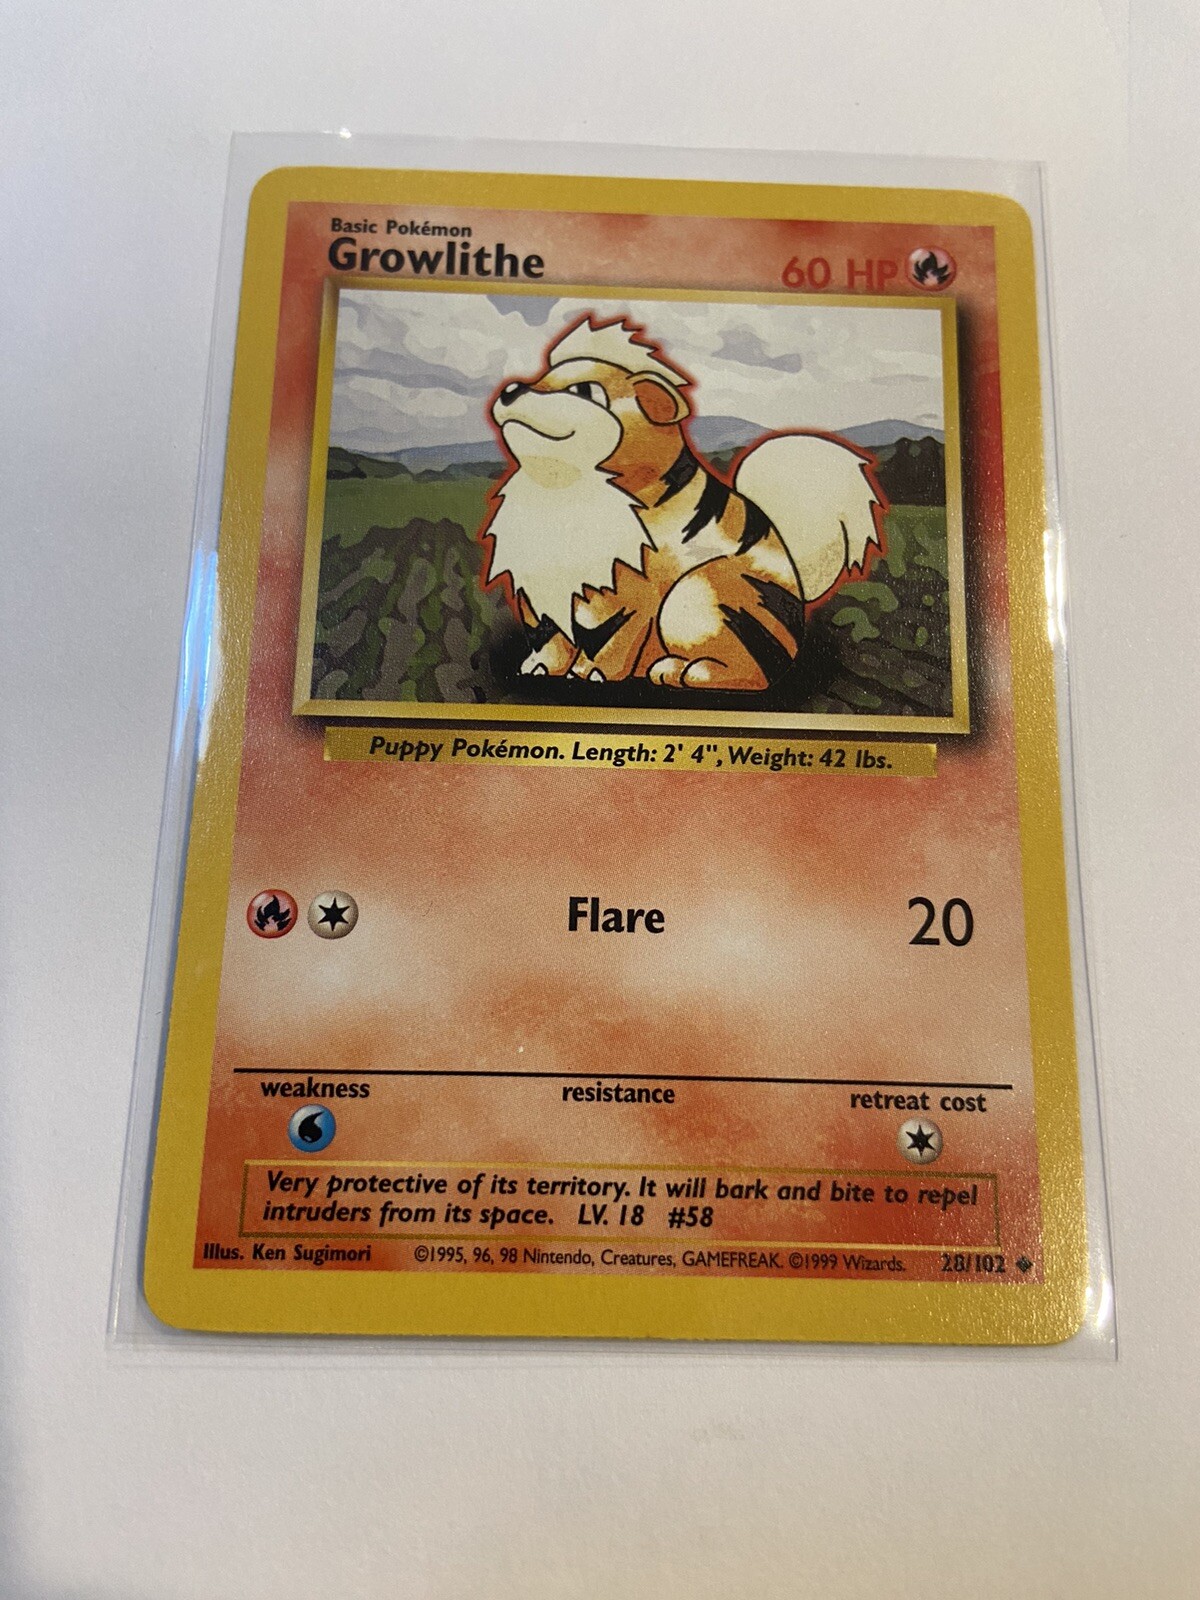 Basic Pokémon
Growlithe
60 HP
Puppy Pokémon. Length: 2' 4", Weight: 42 lbs.
Flare 20
weakness resistance retreat cost
Very protective of its territory. It will bark and bite to repel
intruders from its space. LV. 18 #58
Illus. Ken Sugimori ©1995, 96, 98 Nintendo, Creatures, GAMEFREAK. ©1999 Wizards. 28/102